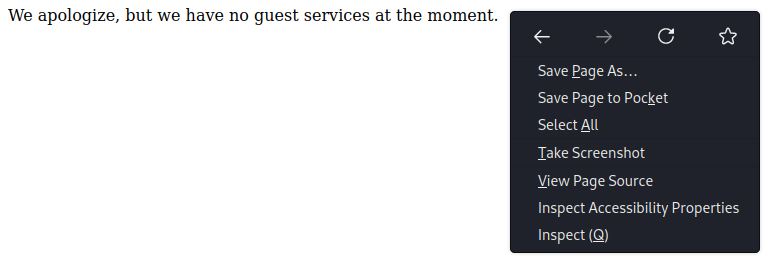 We apologize, but we have no guest services at the moment.
Save Page As...
Save Page to Pocket
Select All
Take Screenshot
View Page Source
Inspect Accessibility Properties
Inspect (Q)